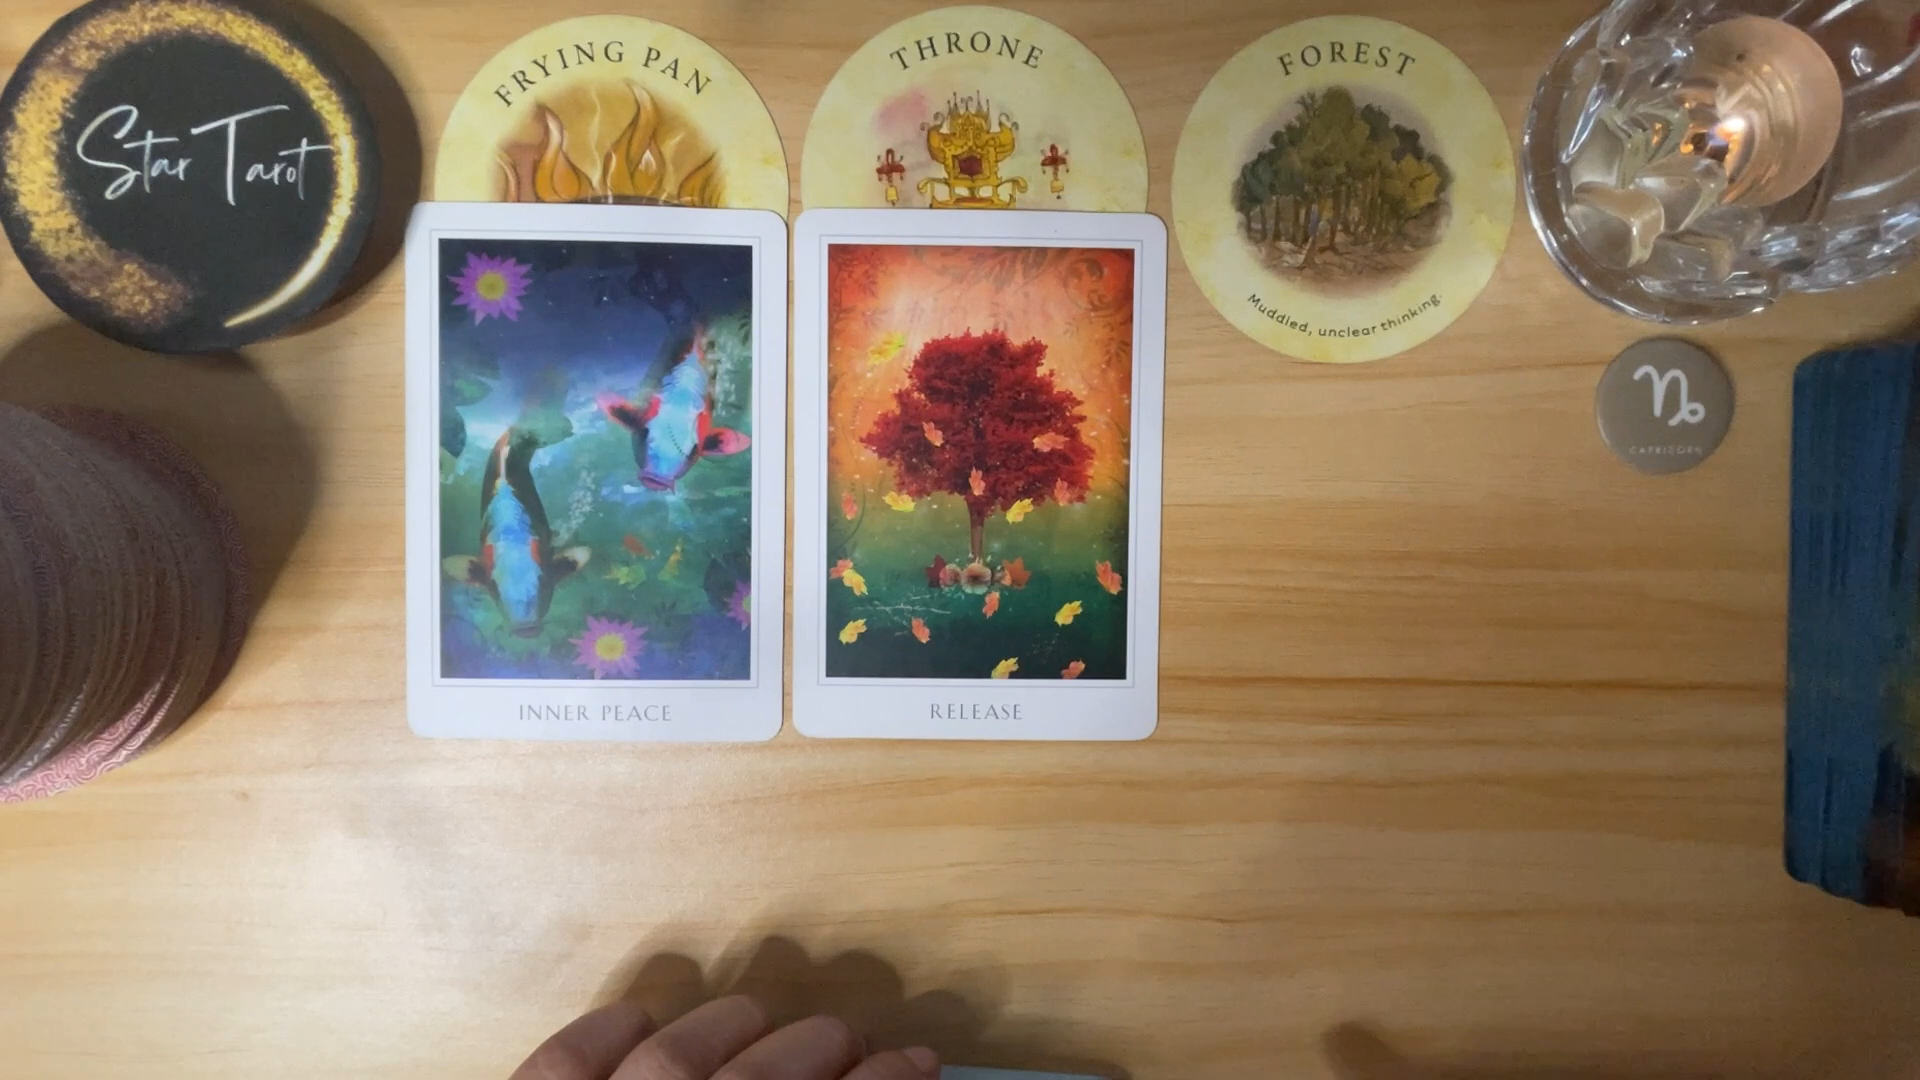 Star Tarot
FRYING PAN
THRONE
FOREST
Muddled, unclear thinking.
CAPRICORN
INNER PEACE
RELEASE